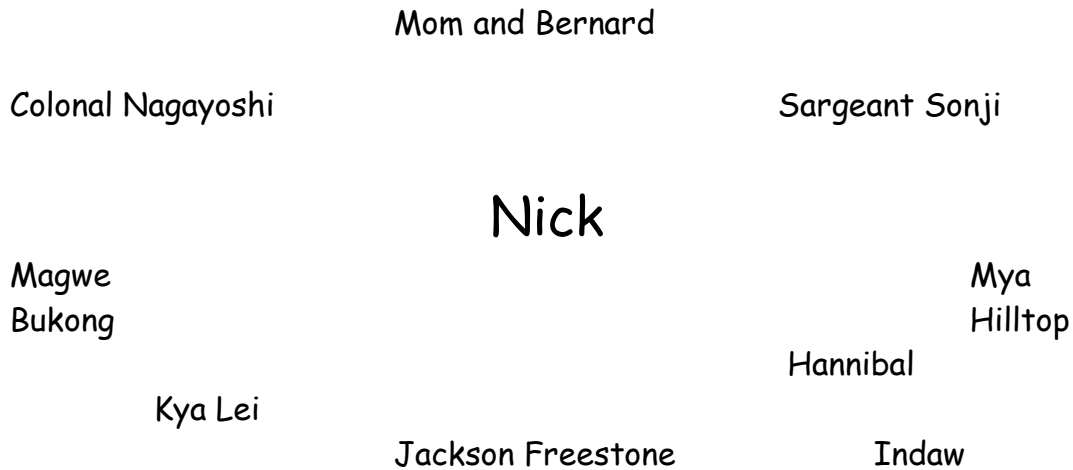 Mom and Bernard
Colonal Nagayoshi
Sargeant Sonji
Nick
Magwe
Mya
Bukong
Hilltop
Hannibal
Kya Lei
Jackson Freestone
Indaw